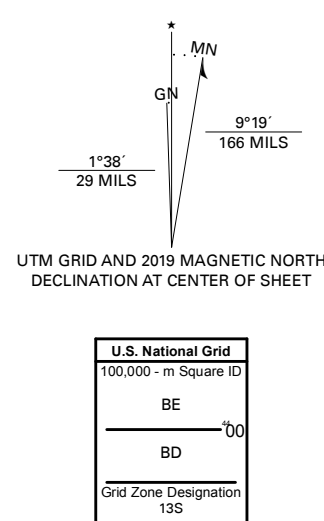 ★
MN
GN
9°19´
166 MILS
1°38´
29 MILS
UTM GRID AND 2019 MAGNETIC NORTH
DECLINATION AT CENTER OF SHEET
U.S. National Grid
100,000 - m Square ID
BE
⁴⁴00
BD
Grid Zone Designation
13S